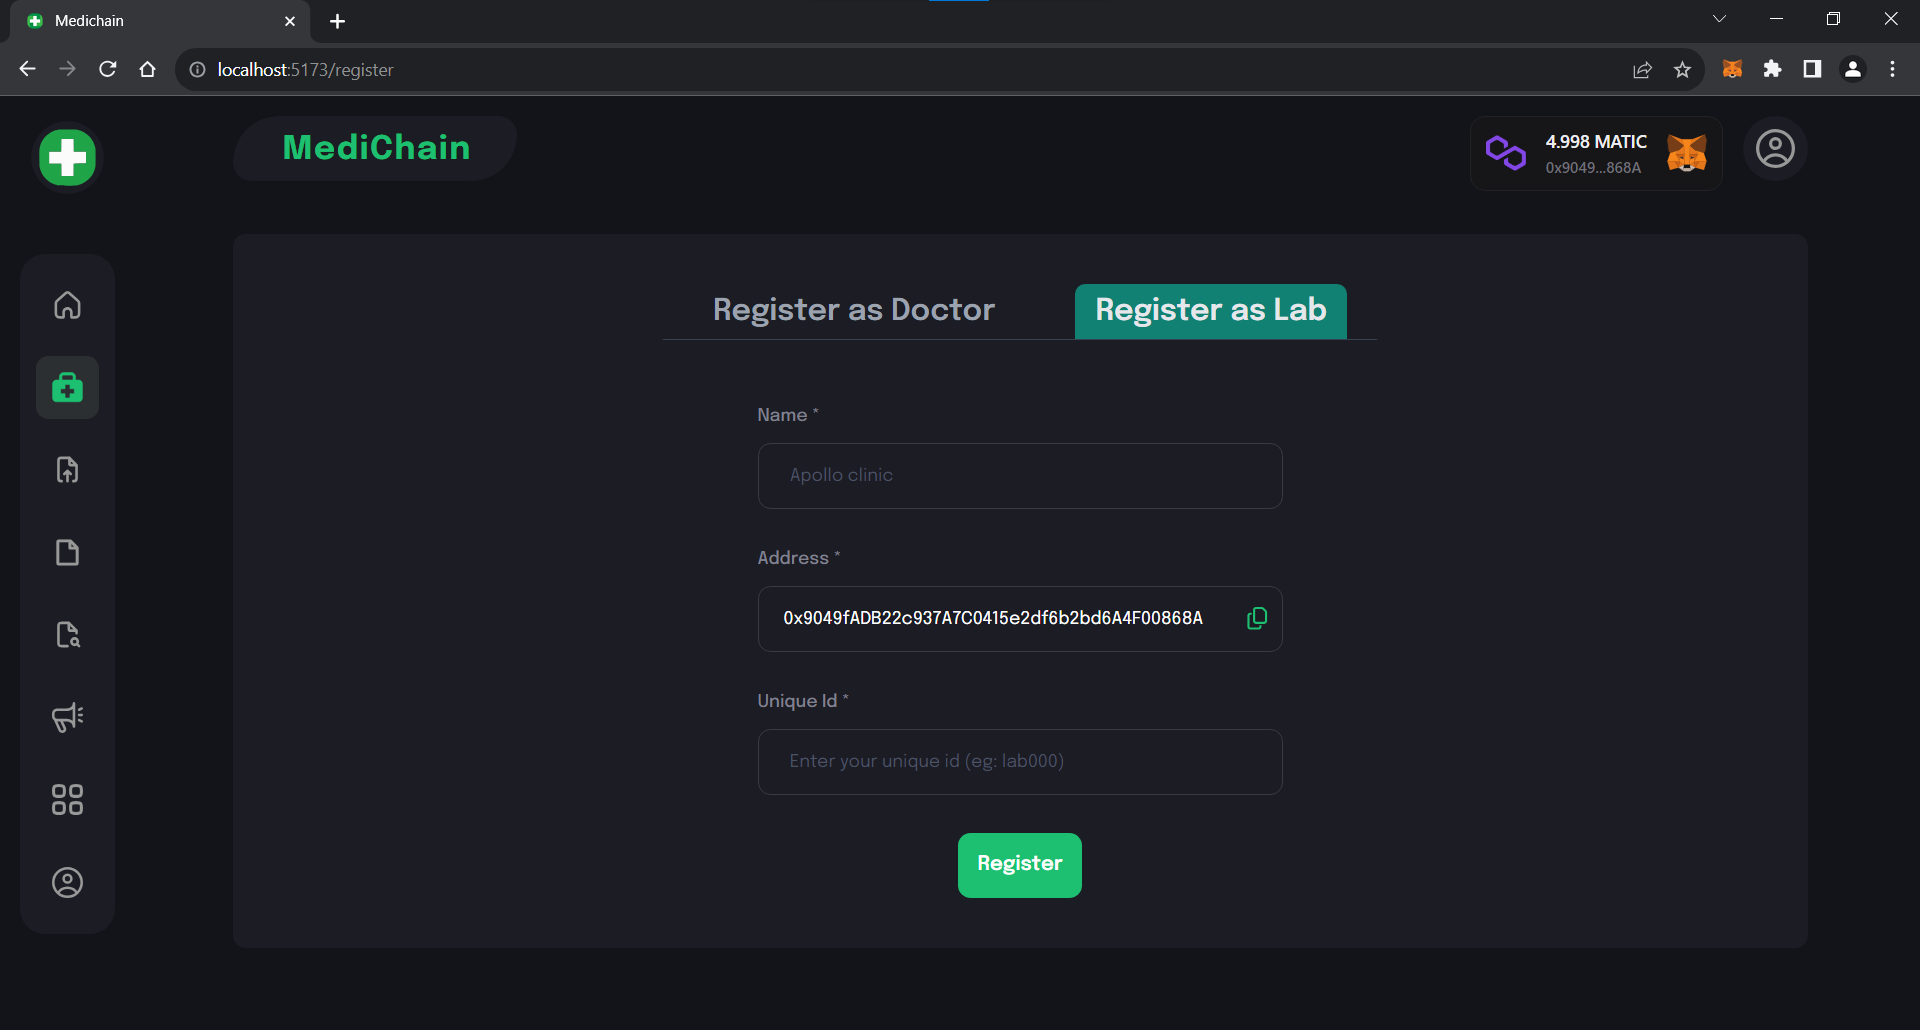 Medichain
localhost:5173/register
MediChain
4.998 MATIC
0x9049...868A
Register as Doctor
Register as Lab
Name *
Apollo clinic
Address *
0x9049fADB22c937A7C0415e2df6b2bd6A4F00868A
Unique Id *
Enter your unique id (eg: lab000)
Register